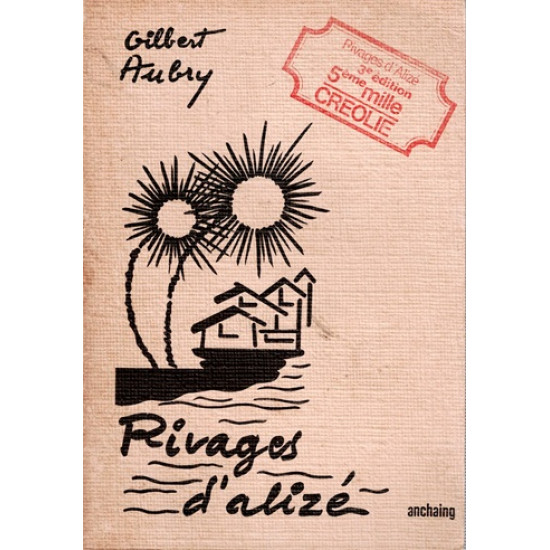 Gilbert
Aubry
Rivages d'Alizé
3e édition
5ème mille
CREOLIE
Rivages
d'alizé
anchaing